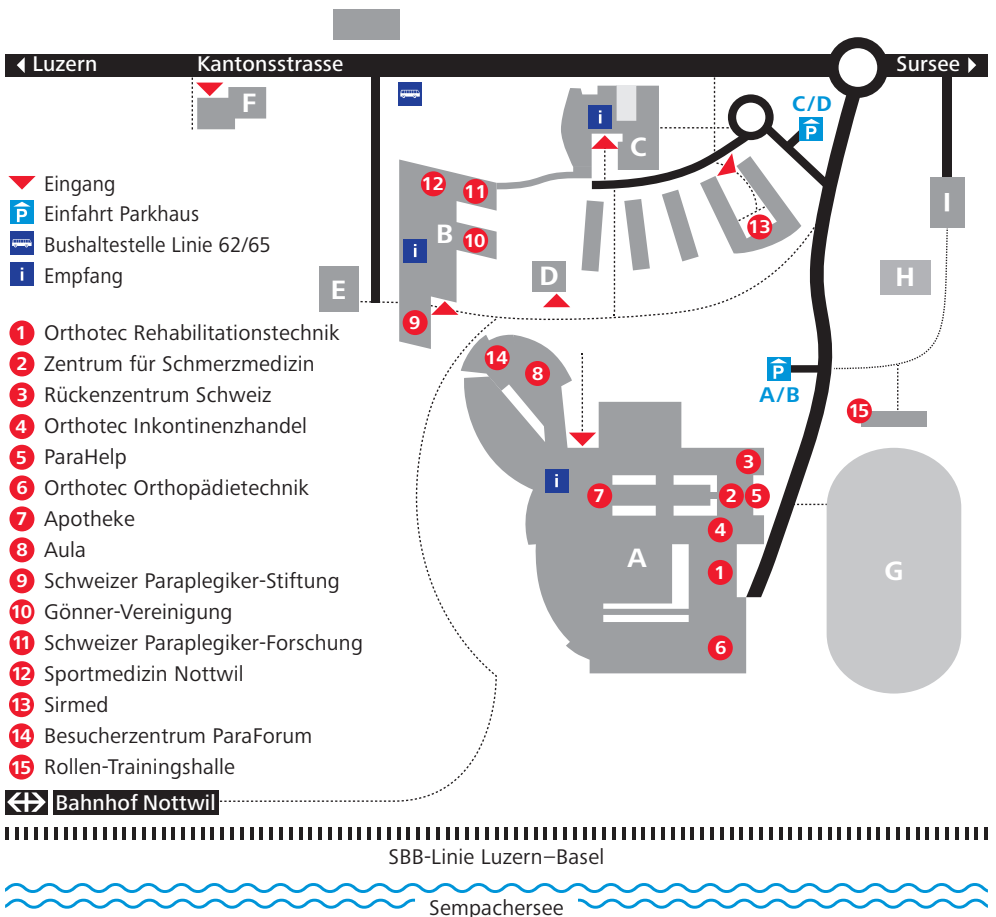 Luzern
Kantonsstrasse
Sursee
F
i
C
C/D
P
Eingang
P Einfahrt Parkhaus
Bushaltestelle Linie 62/65
i Empfang
12
11
B
10
i
9
E
D
13
I
H
1 Orthotec Rehabilitationstechnik
2 Zentrum für Schmerzmedizin
3 Rückenzentrum Schweiz
4 Orthotec Inkontinenzhandel
5 ParaHelp
6 Orthotec Orthopädietechnik
7 Apotheke
8 Aula
9 Schweizer Paraplegiker-Stiftung
10 Gönner-Vereinigung
11 Schweizer Paraplegiker-Forschung
12 Sportmedizin Nottwil
13 Sirmed
14 Besucherzentrum ParaForum
15 Rollen-Trainingshalle
14
8
P
A/B
15
i
7
3
2
5
4
A
1
6
G
Bahnhof Nottwil
SBB-Linie Luzern–Basel
Sempachersee